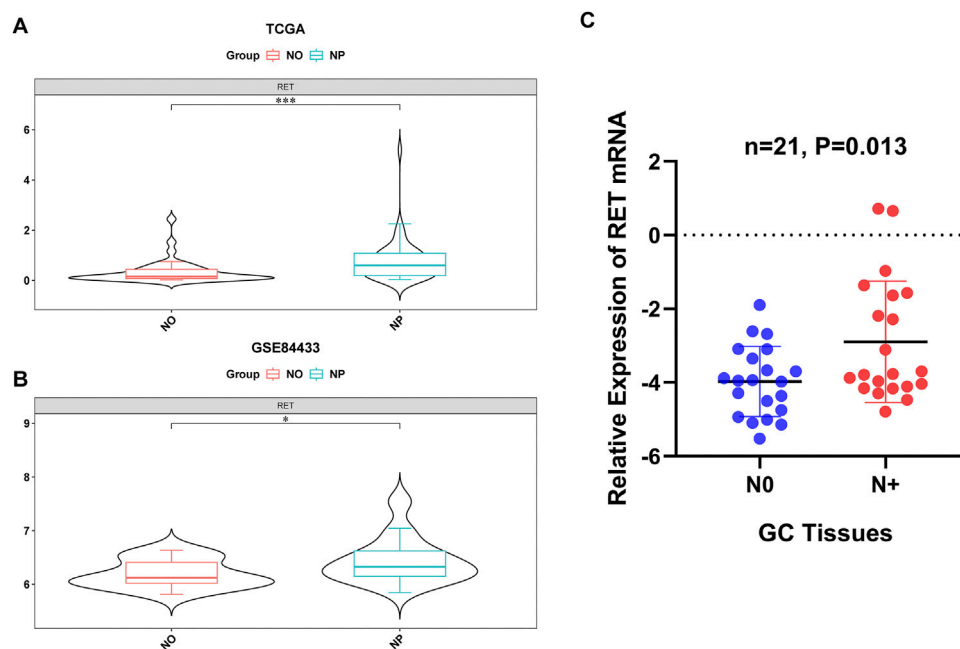 A
TCGA
Group NO NP
RET
***
6
4
2
0
NO
NP
B
GSE84433
Group NO NP
RET
*
9
8
7
6
NO
NP
C
n=21, P=0.013
Relative Expression of RET mRNA
2
0
-2
-4
-6
N0
N+
GC Tissues